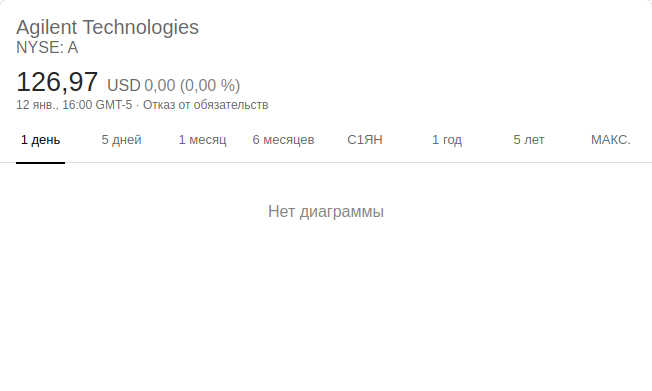 Agilent Technologies
NYSE: A
126,97 USD 0,00 (0,00 %)
12 янв., 16:00 GMT-5 · Отказ от обязательств
1 день 5 дней 1 месяц 6 месяцев С1ЯН 1 год 5 лет МАКС.
Нет диаграммы